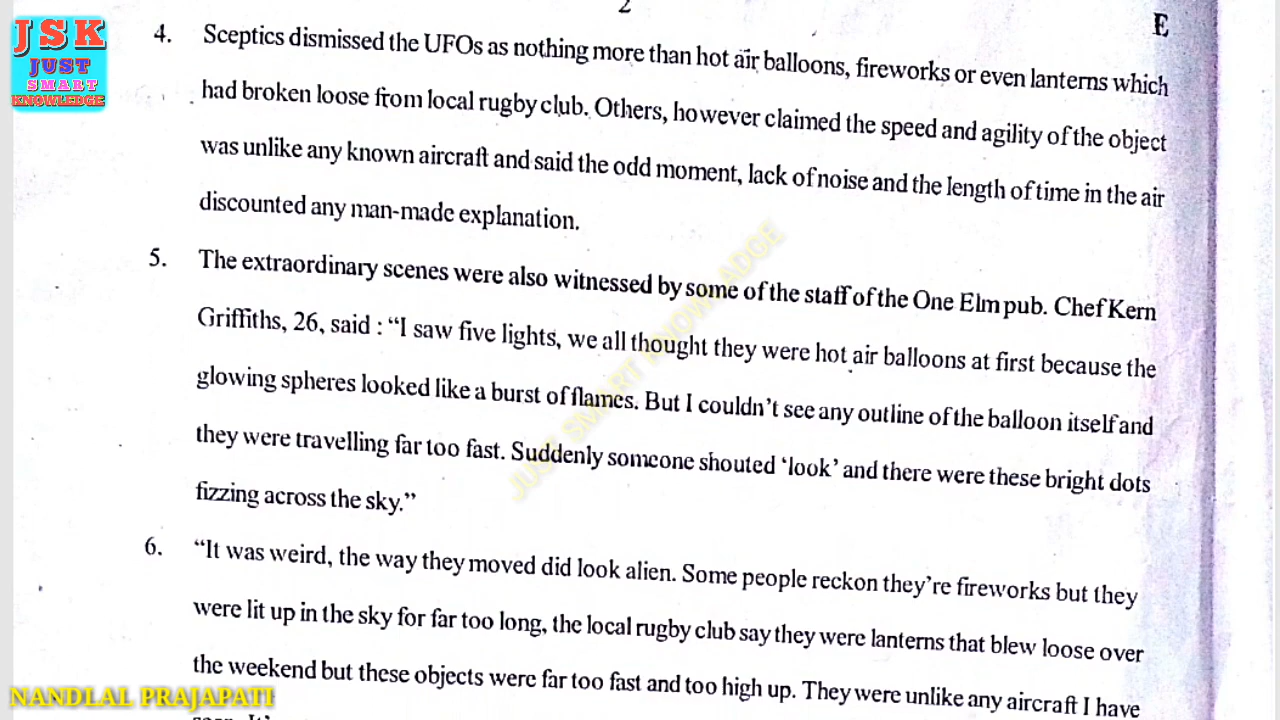 2
E
JSK
JUST
SMART
KNOWLEDGE
4. Sceptics dismissed the UFOs as nothing more than hot air balloons, fireworks or even lanterns which
had broken loose from local rugby club. Others, however claimed the speed and agility of the object
was unlike any known aircraft and said the odd moment, lack of noise and the length of time in the air
discounted any man-made explanation.
5. The extraordinary scenes were also witnessed by some of the staff of the One Elm pub. Chef Kern
Griffiths, 26, said : “I saw five lights, we all thought they were hot air balloons at first because the
glowing spheres looked like a burst of flames. But I couldn’t see any outline of the balloon itself and
they were travelling far too fast. Suddenly someone shouted ‘look’ and there were these bright dots
fizzing across the sky.”
6. “It was weird, the way they moved did look alien. Some people reckon they’re fireworks but they
were lit up in the sky for far too long, the local rugby club say they were lanterns that blew loose over
the weekend but these objects were far too fast and too high up. They were unlike any aircraft I have
JUST SMART KNOWLADGE
NANDLAL PRAJAPATI